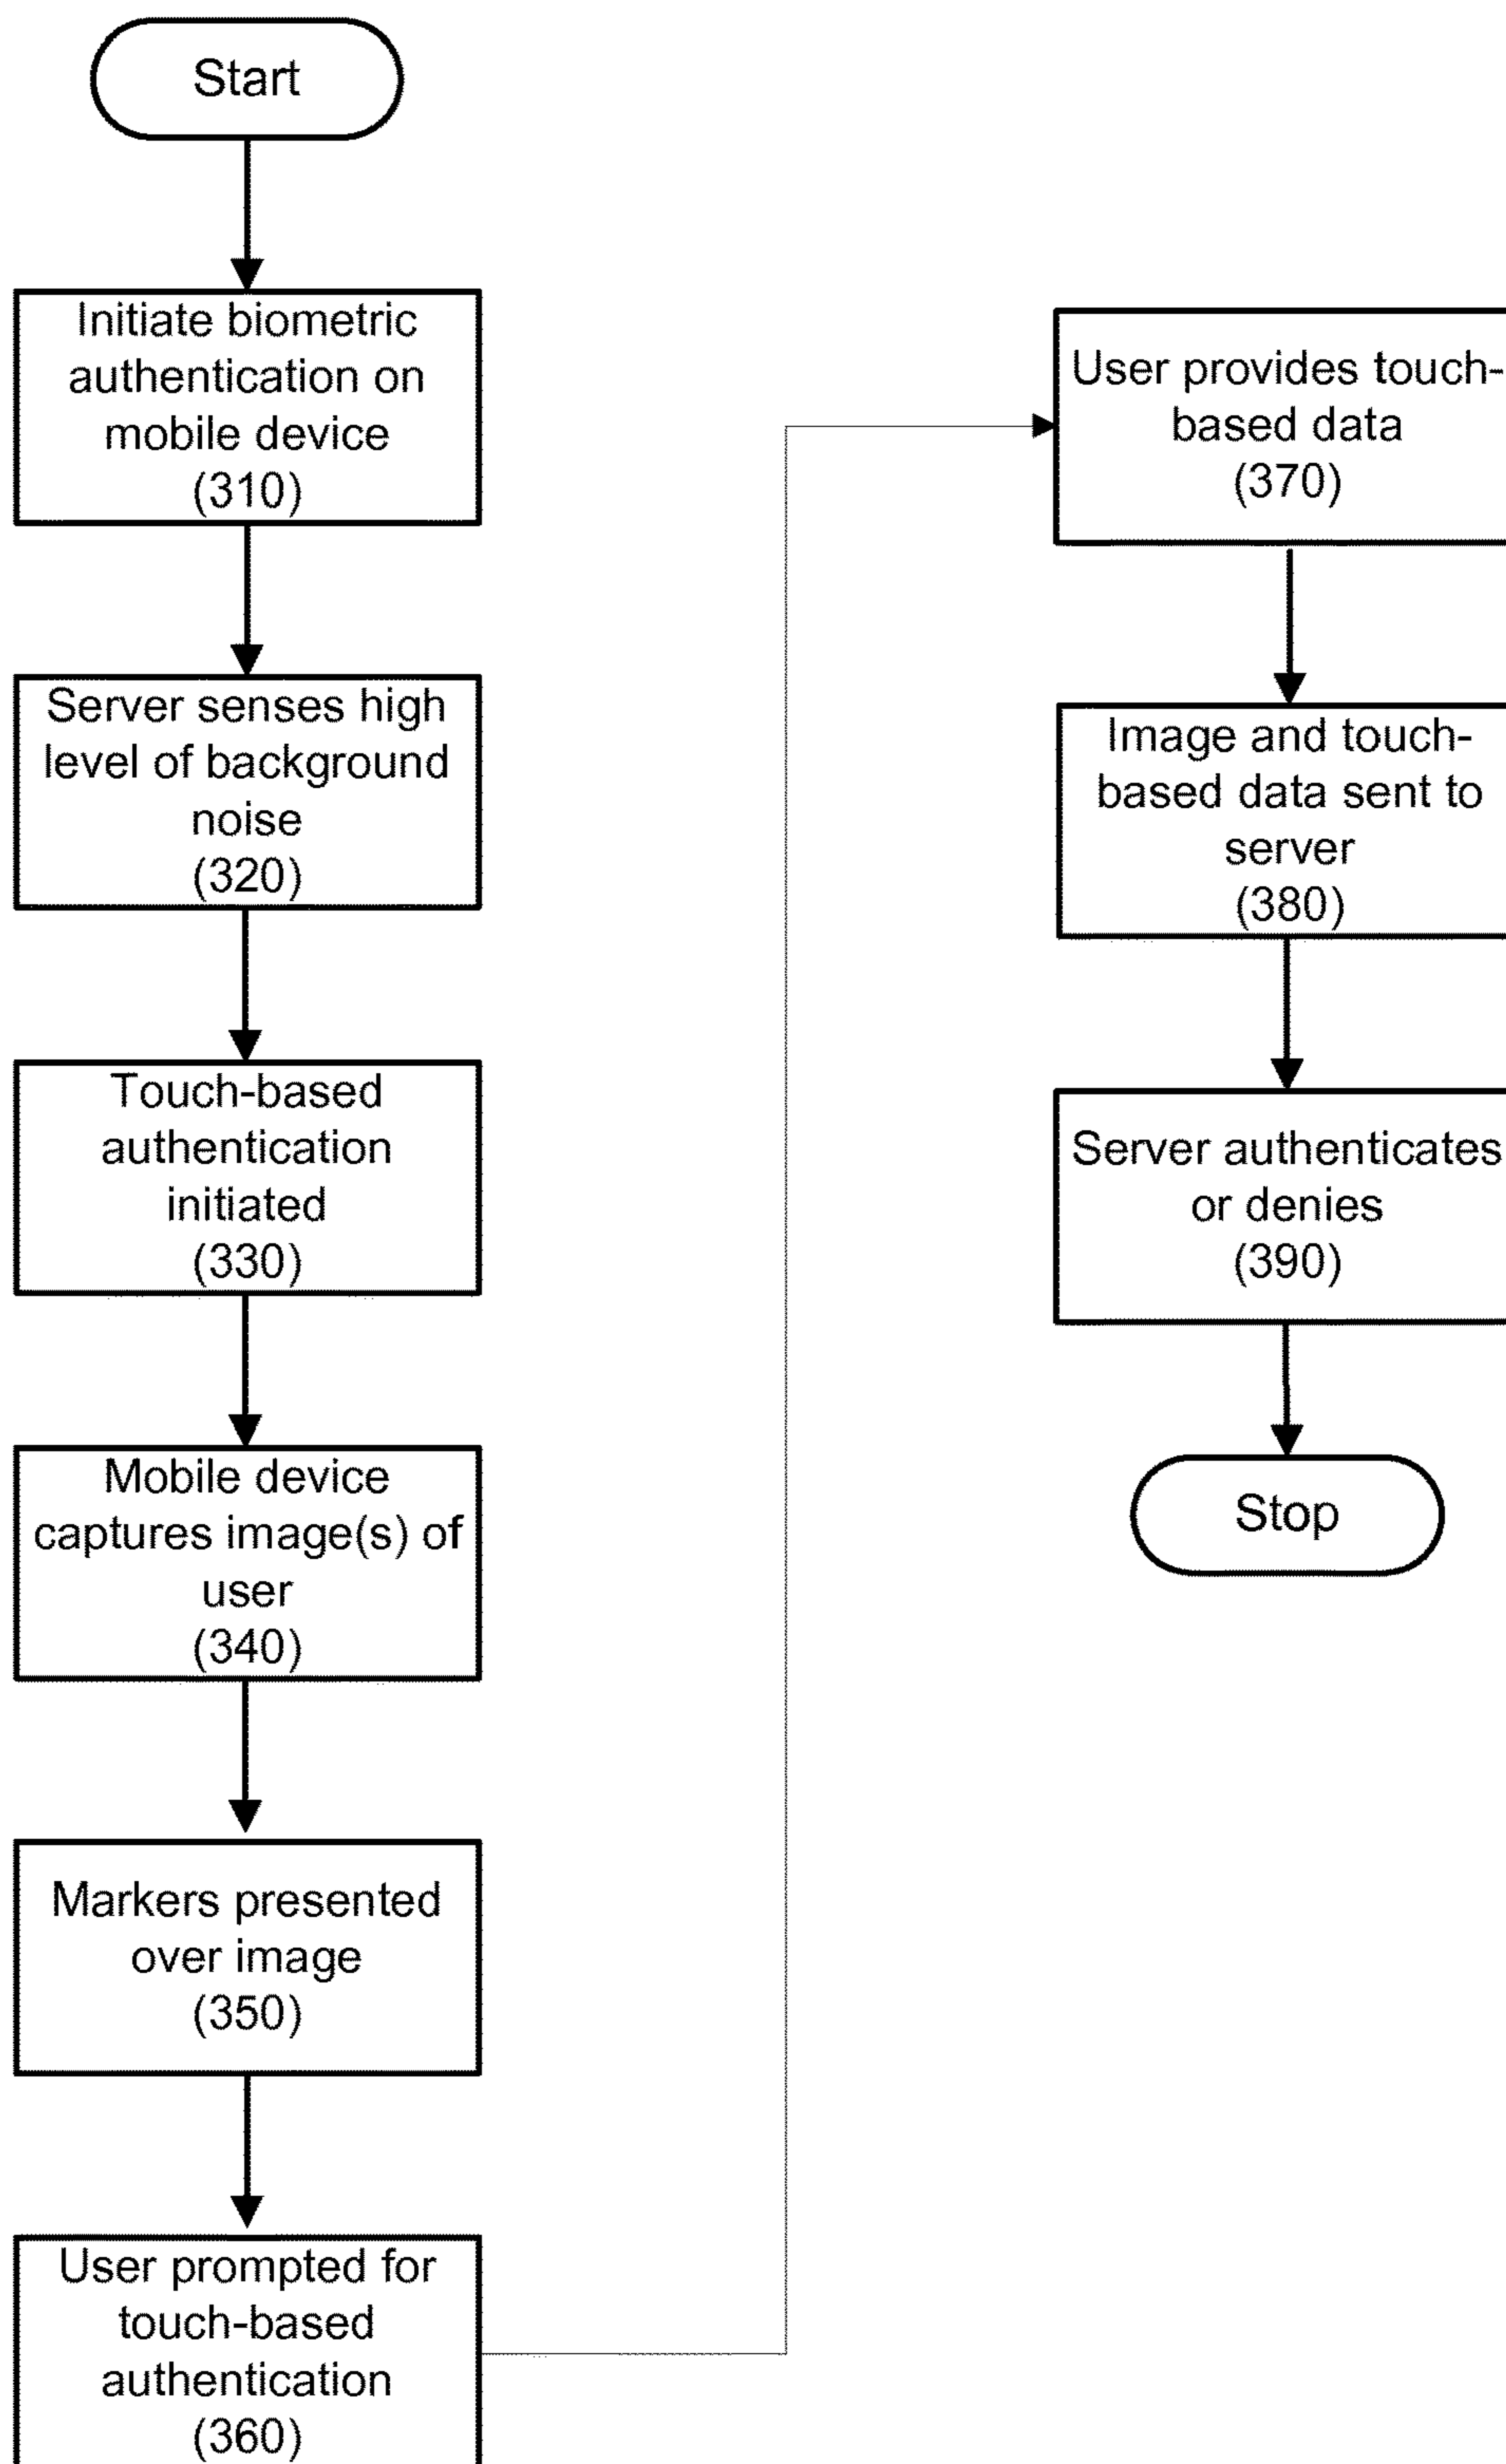 Start
Initiate biometric
authentication on
mobile device
(310)
Server senses high
level of background
noise
(320)
Touch-based
authentication
initiated
(330)
Mobile device
captures image(s) of
user
(340)
Markers presented
over image
(350)
User prompted for
touch-based
authentication
(360)
User provides touch-
based data
(370)
Image and touch-
based data sent to
server
(380)
Server authenticates
or denies
(390)
Stop